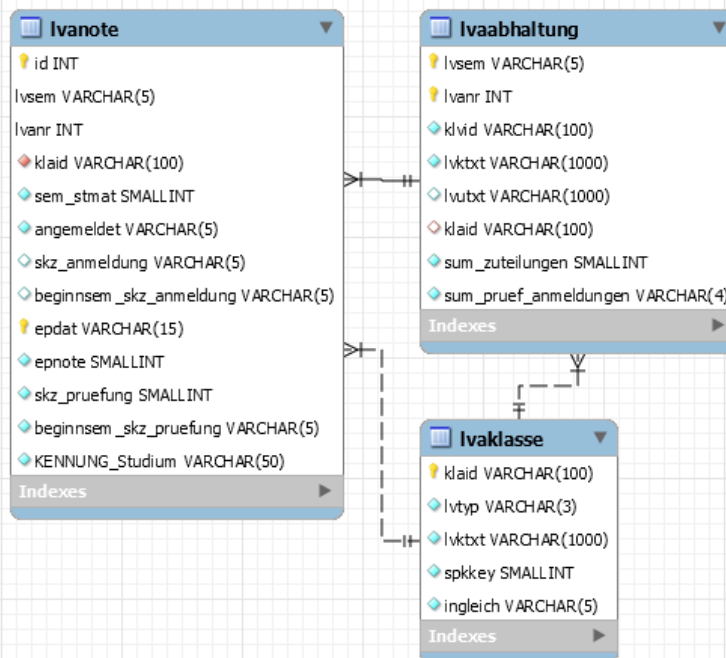 lvanote
id INT
lvsem VARCHAR(5)
lvanr INT
klaid VARCHAR(100)
sem_stmat SMALLINT
angemeldet VARCHAR(5)
skz_anmeldung VARCHAR(5)
beginnsem_skz_anmeldung VARCHAR(5)
epdat VARCHAR(15)
epnote SMALLINT
skz_pruefung SMALLINT
beginnsem_skz_pruefung VARCHAR(5)
KENNUNG_Studium VARCHAR(50)
Indexes
lvaabhaltung
lvsem VARCHAR(5)
lvanr INT
klvid VARCHAR(100)
lvktxt VARCHAR(1000)
lvutxt VARCHAR(1000)
klaid VARCHAR(100)
sum_zuteilungen SMALLINT
sum_pruef_anmeldungen VARCHAR(4)
Indexes
lvaklasse
klaid VARCHAR(100)
lvtyp VARCHAR(3)
lvktxt VARCHAR(1000)
spkkey SMALLINT
ingleich VARCHAR(5)
Indexes